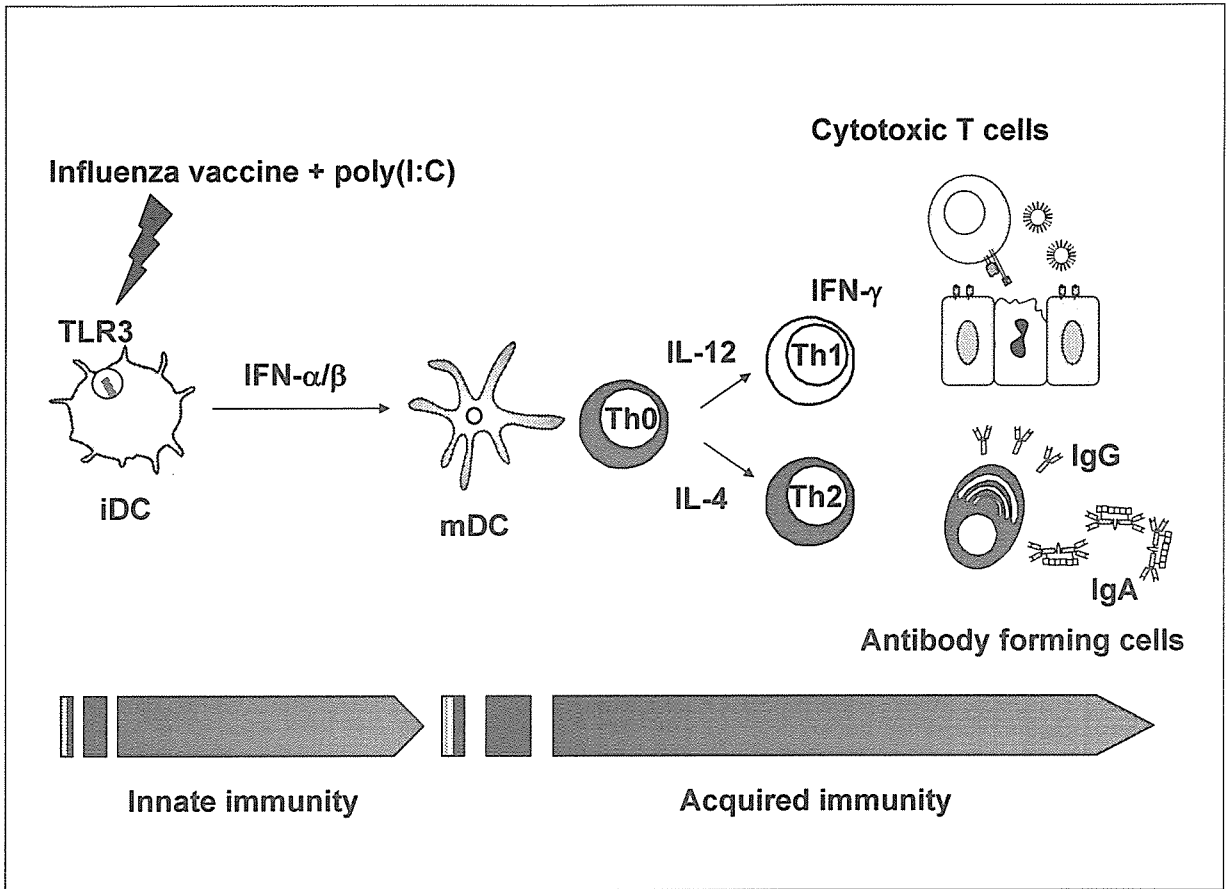 Cytotoxic T cells
Influenza vaccine + poly(I:C)
TLR3
IFN-α/β
iDC
mDC
Th0
IL-12
IL-4
IFN-γ
Th1
Th2
IgG
IgA
Antibody forming cells
Innate immunity
Acquired immunity